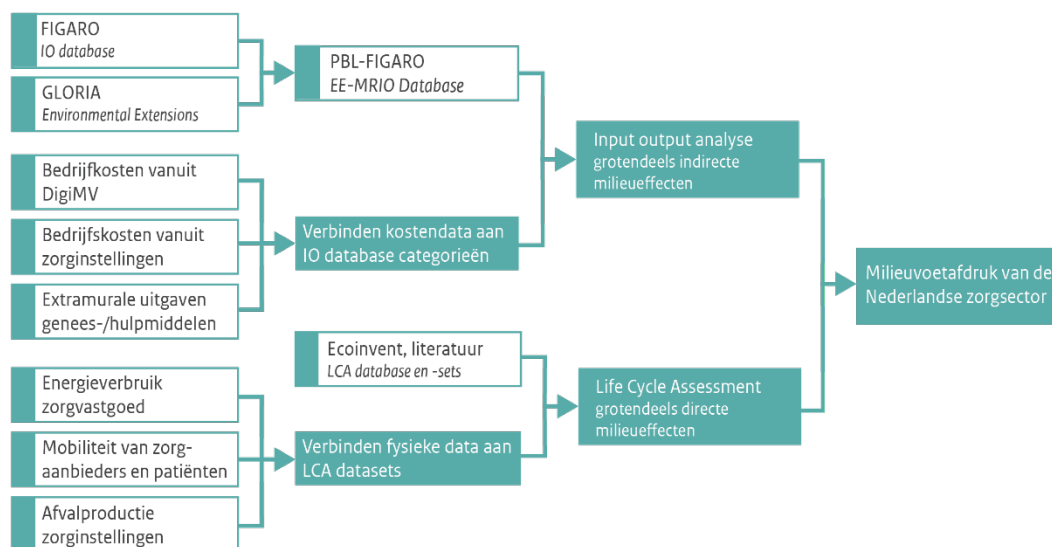 FIGARO
IO database
GLORIA
Environmental Extensions
PBL-FIGARO
EE-MRIO Database
Bedrijfkosten vanuit
DigiMV
Bedrijfskosten vanuit
zorginstellingen
Extramurale uitgaven
genees-/hulpmiddelen
Verbinden kostendata aan
IO database categorieën
Input output analyse
grotendeels indirecte
milieueffecten
Ecoinvent, literatuur
LCA database en -sets
Energieverbruik
zorgvastgoed
Mobiliteit van zorg-
aanbieders en patiënten
Afvalproductie
zorginstellingen
Verbinden fysieke data aan
LCA datasets
Life Cycle Assessment
grotendeels directe
milieueffecten
Milieuvoetafdruk van de
Nederlandse zorgsector